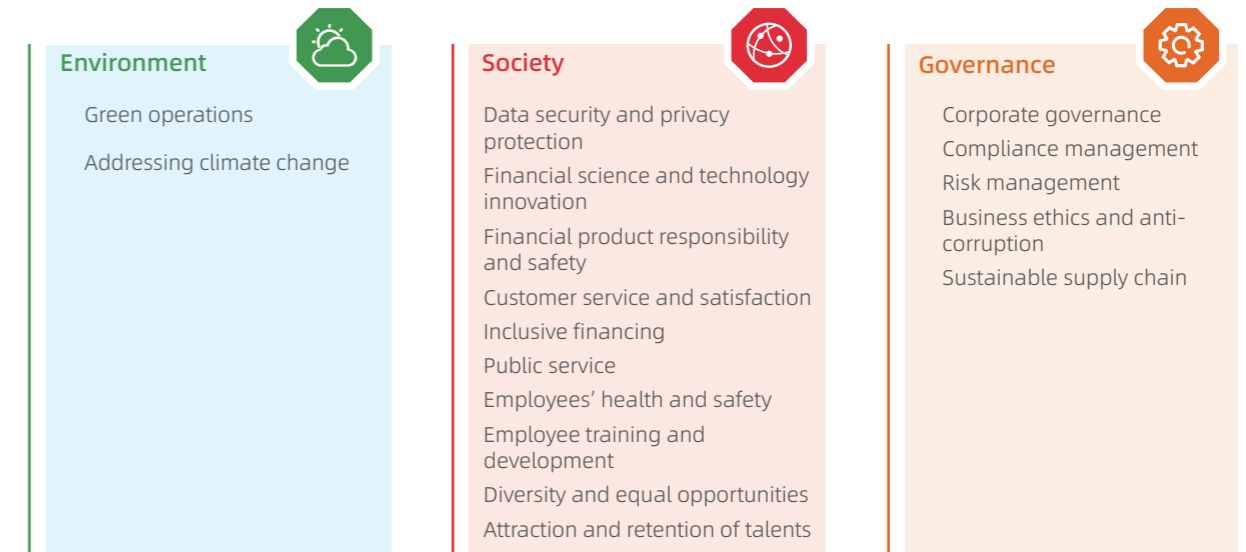 Environment
Green operations
Addressing climate change
Society
Data security and privacy
protection
Financial science and technology
innovation
Financial product responsibility
and safety
Customer service and satisfaction
Inclusive financing
Public service
Employees’ health and safety
Employee training and
development
Diversity and equal opportunities
Attraction and retention of talents
Governance
Corporate governance
Compliance management
Risk management
Business ethics and anti-
corruption
Sustainable supply chain